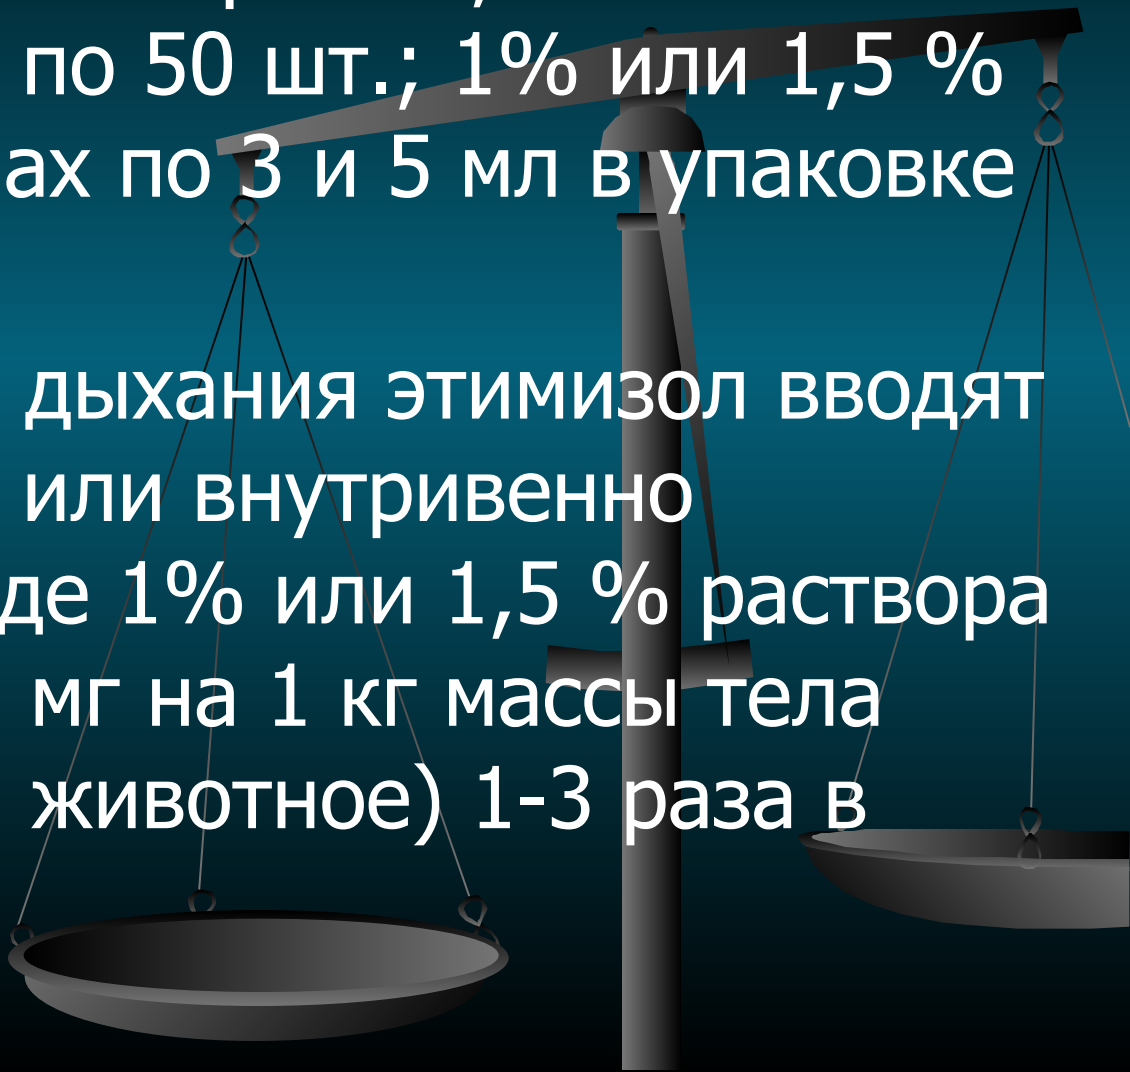 по 50 шт.; 1% или 1,5 %
ах по 3 и 5 мл в упаковке
дыхания этимизол вводят
или внутривенно
де 1% или 1,5 % раствора
мг на 1 кг массы тела
животное) 1-3 раза в